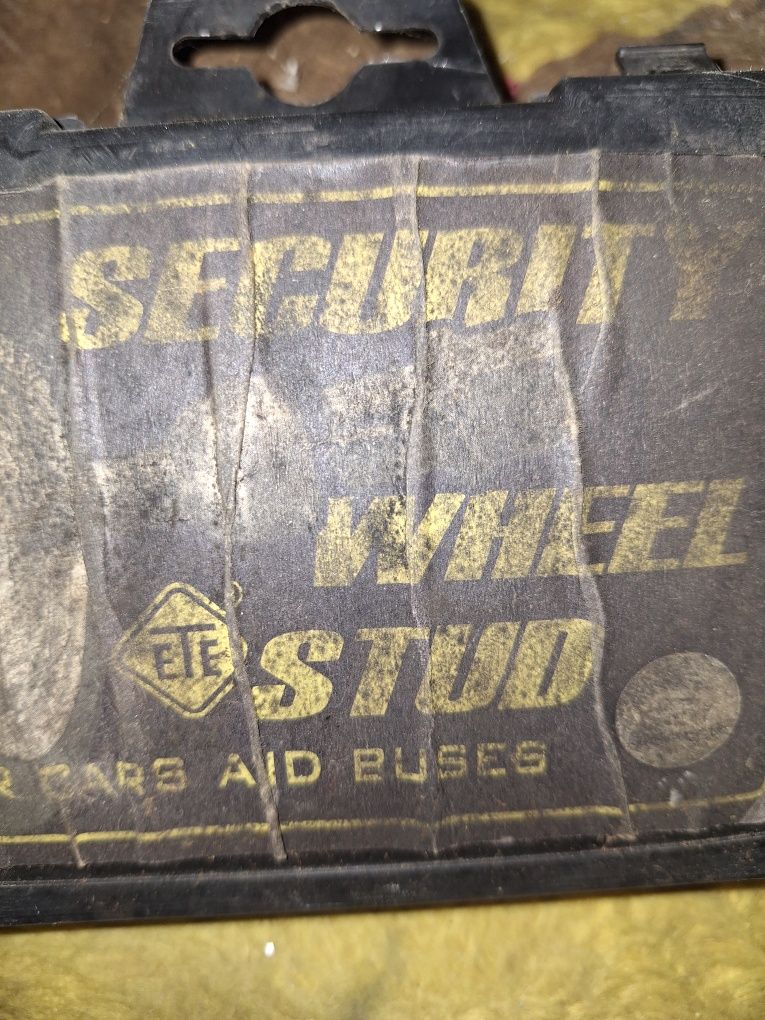 SECURITY
WHEEL
ETE STUD
R CARS AID BUSES